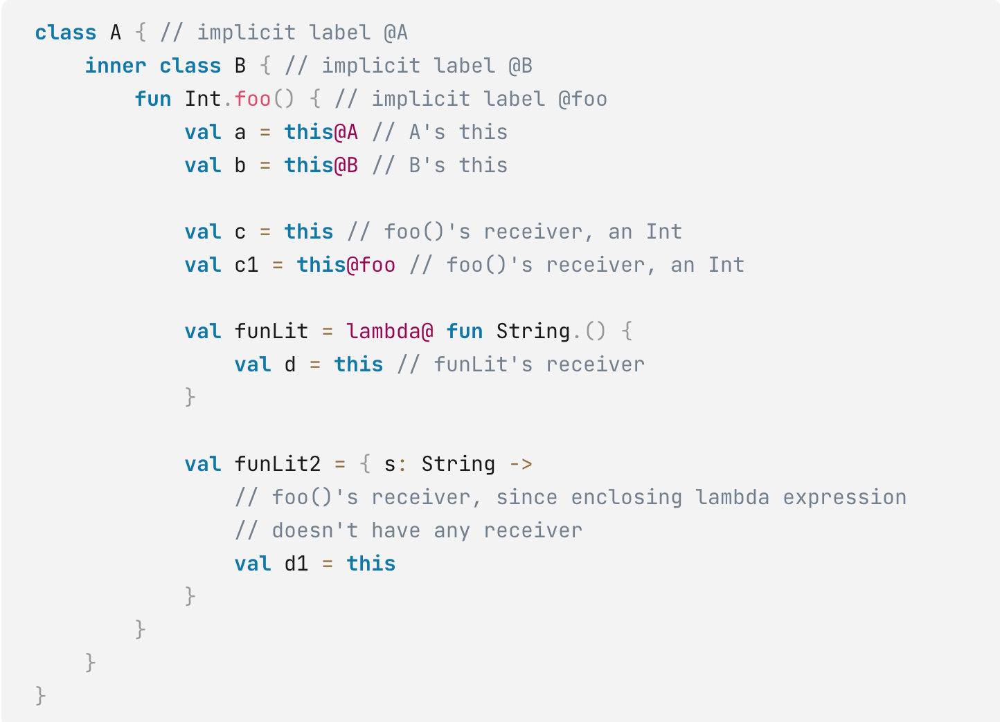 class A { // implicit label @A
    inner class B { // implicit label @B
        fun Int.foo() { // implicit label @foo
            val a = this@A // A's this
            val b = this@B // B's this

            val c = this // foo()'s receiver, an Int
            val c1 = this@foo // foo()'s receiver, an Int

            val funLit = lambda@ fun String.() {
                val d = this // funLit's receiver
            }

            val funLit2 = { s: String ->
                // foo()'s receiver, since enclosing lambda expression
                // doesn't have any receiver
                val d1 = this
            }
        }
    }
}